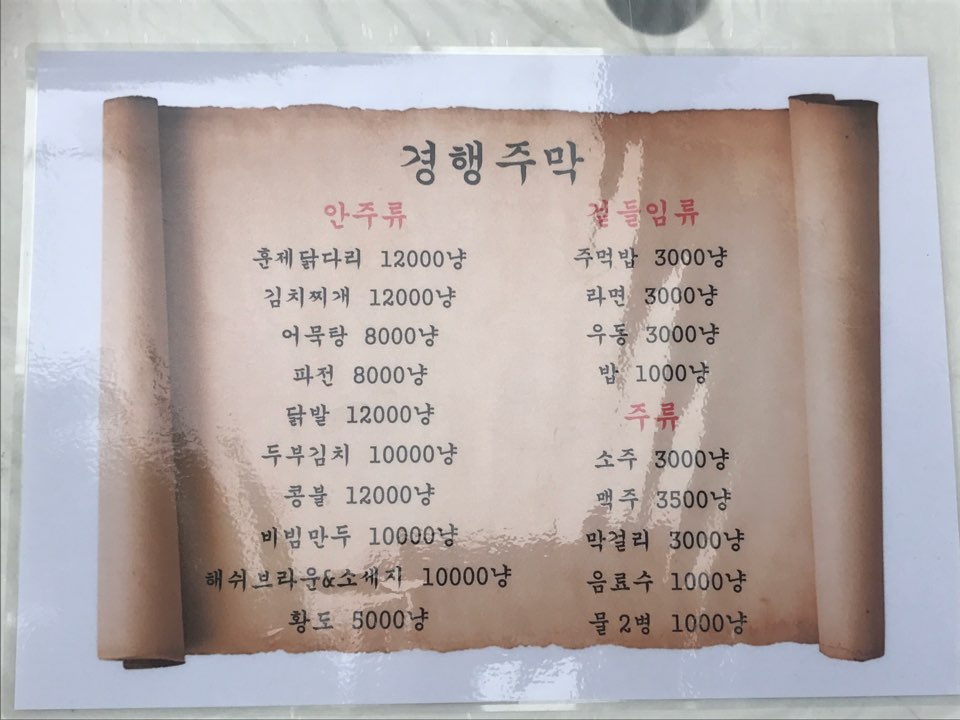 경행주막
안주류
훈제닭다리 12000냥
김치찌개 12000냥
어묵탕 8000냥
파전 8000냥
닭발 12000냥
두부김치 10000냥
콩불 12000냥
비빔만두 10000냥
해쉬브라운&소세지 10000냥
황도 5000냥
곁들임류
주먹밥 3000냥
라면 3000냥
우동 3000냥
밥 1000냥
주류
소주 3000냥
맥주 3500냥
막걸리 3000냥
음료수 1000냥
물 2병 1000냥